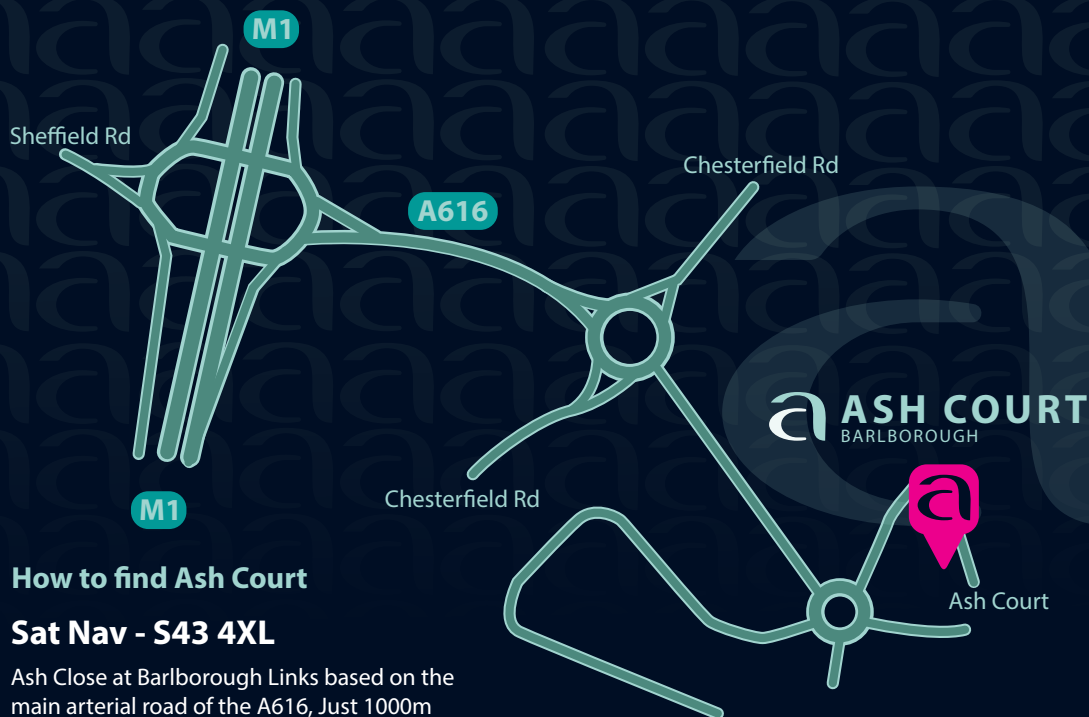 M1
Sheffield Rd
Chesterfield Rd
A616
ASH COURT
BARLBOROUGH
Chesterfield Rd
M1
Ash Court
How to find Ash Court
Sat Nav - S43 4XL
Ash Close at Barlborough Links based on the
main arterial road of the A616, Just 1000m